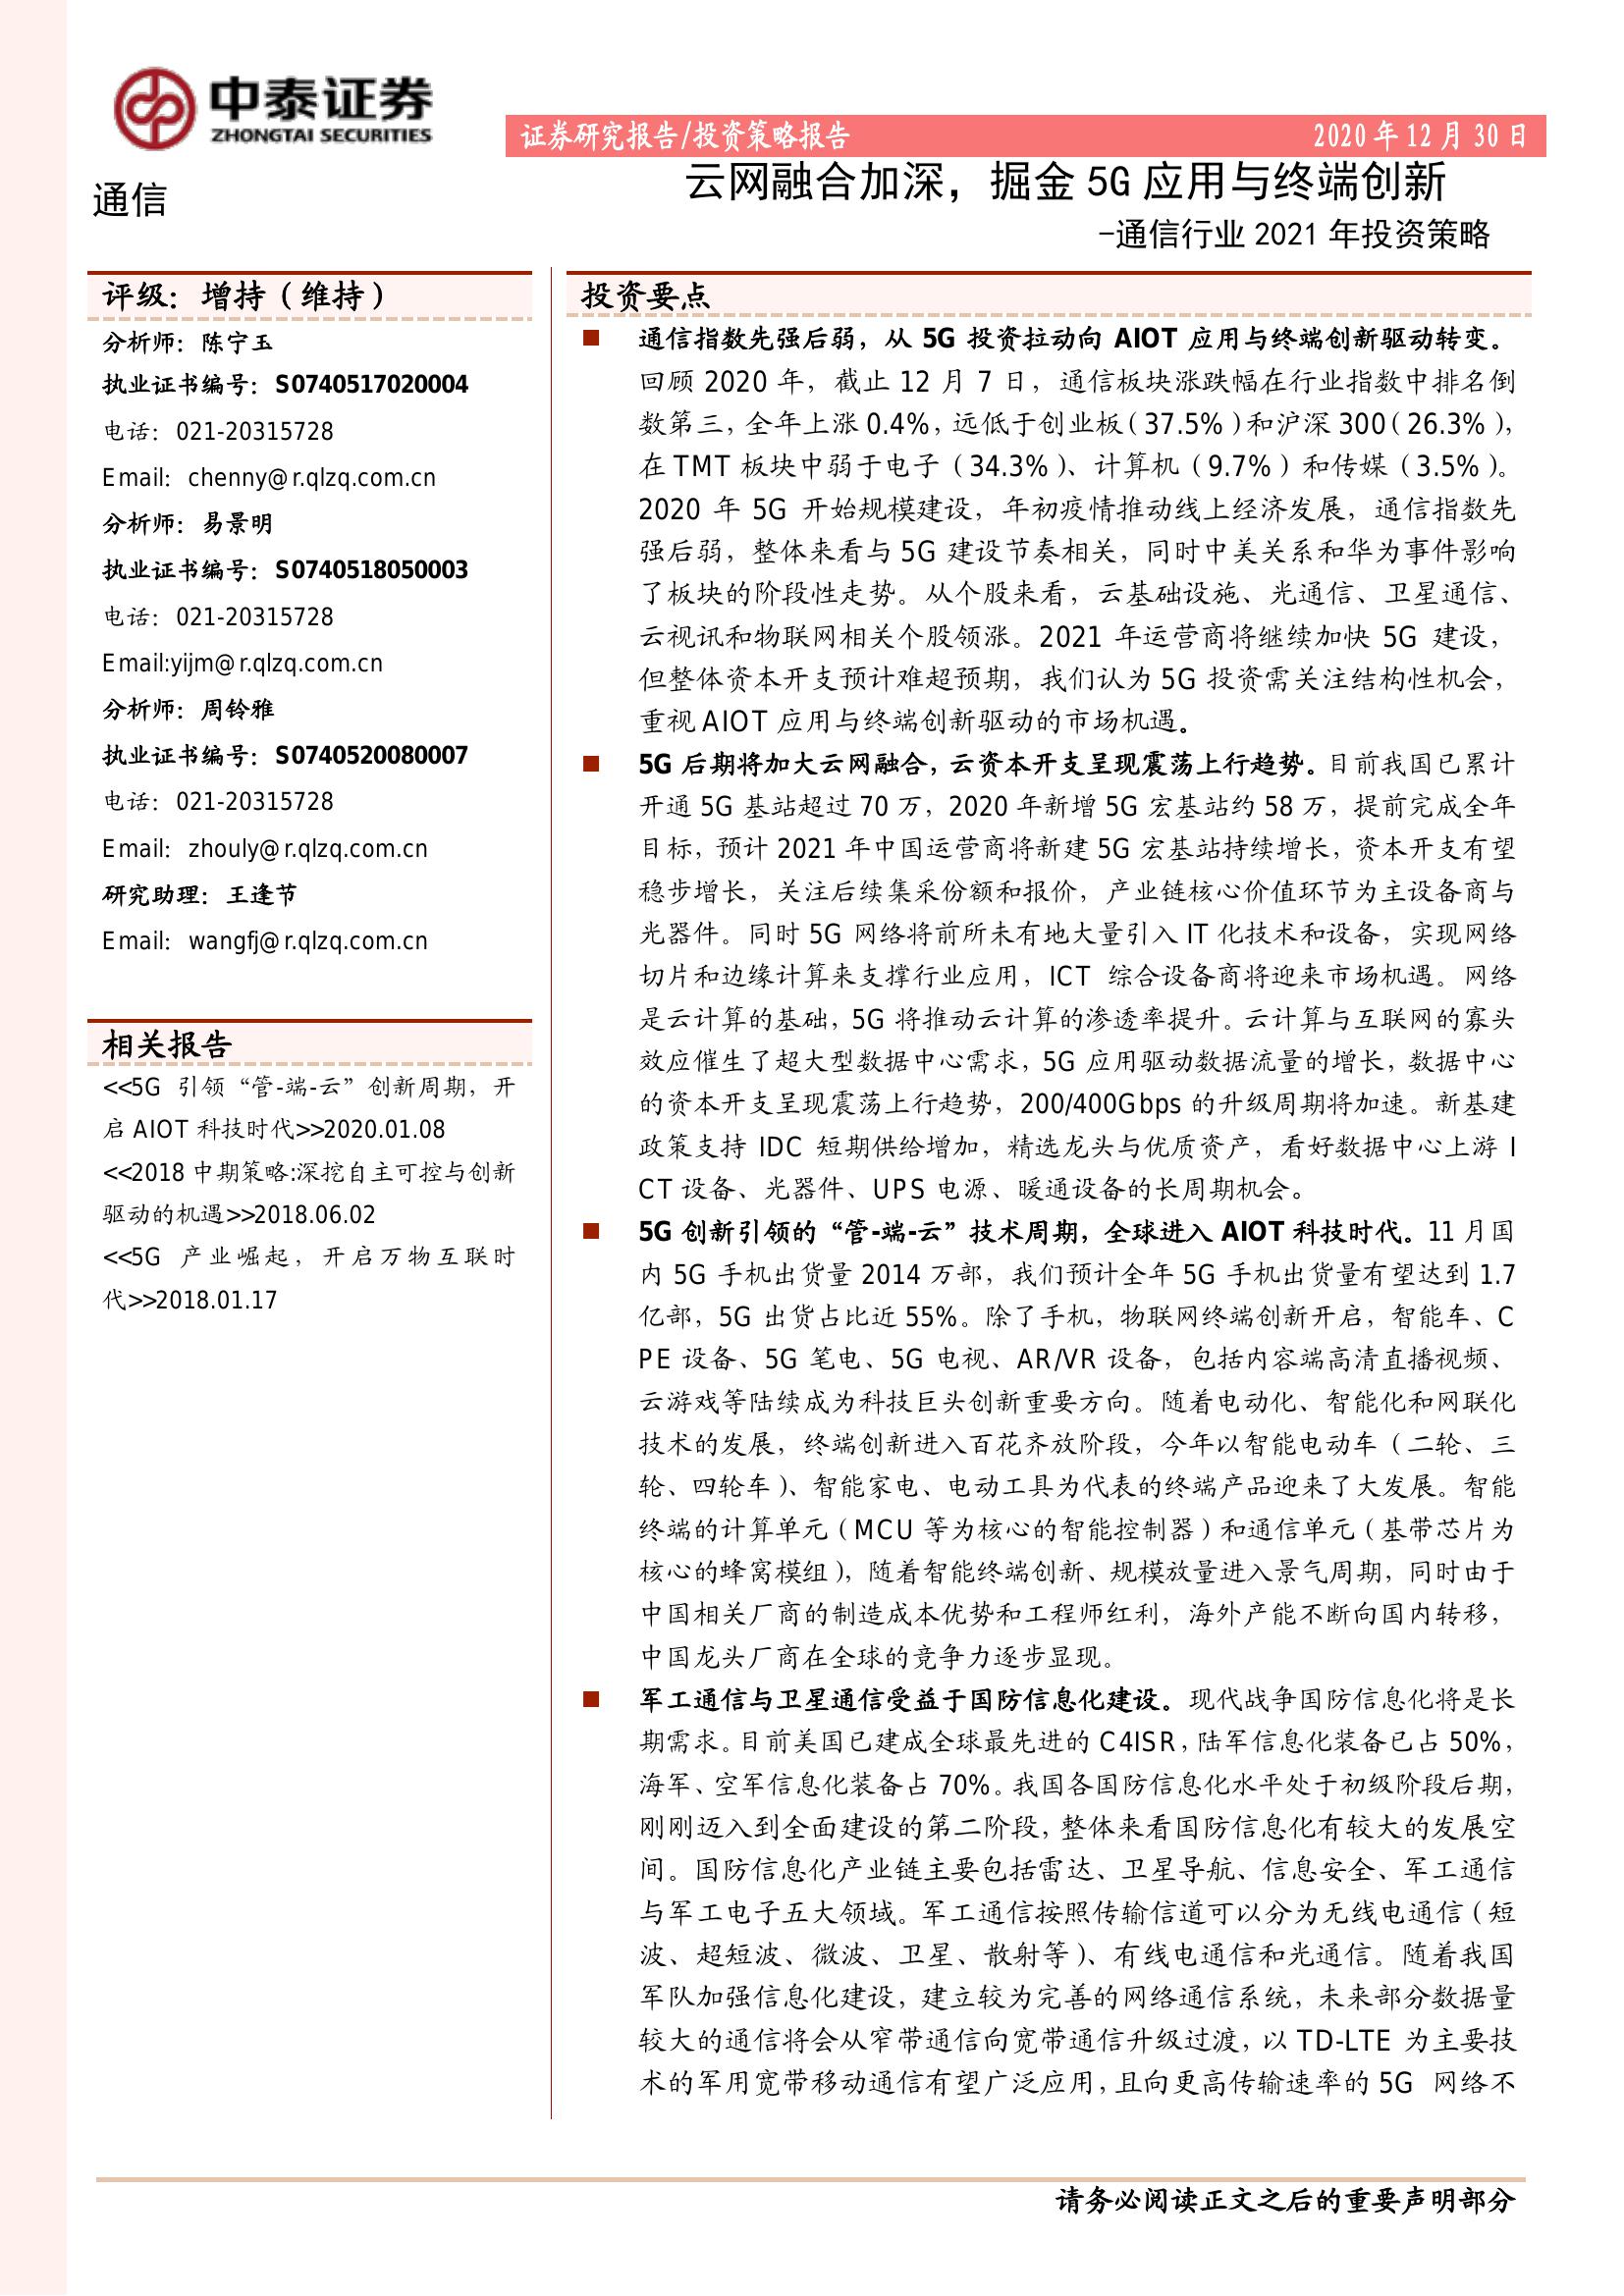 中泰证券
ZHONGTAI SECURITIES
证券研究报告/投资策略报告
2020年12月30日
通信
云网融合加深，掘金5G应用与终端创新
-通信行业2021年投资策略
评级：增持（维持）
分析师：陈宁玉
执业证书编号：S0740517020004
电话：021-20315728
Email：chenny@r.qlzq.com.cn
分析师：易景明
执业证书编号：S0740518050003
电话：021-20315728
Email:yijm@r.qlzq.com.cn
分析师：周铃雅
执业证书编号：S0740520080007
电话：021-20315728
Email：zhouly@r.qlzq.com.cn
研究助理：王逢节
Email：wangfj@r.qlzq.com.cn
相关报告
<<5G 引领“管-端-云”创新周期，开
启AIOT科技时代>>2020.01.08
<<2018中期策略:深挖自主可控与创新
驱动的机遇>>2018.06.02
<<5G 产业崛起，开启万物互联时
代>>2018.01.17
投资要点
■ 通信指数先强后弱，从 5G 投资拉动向 AIOT 应用与终端创新驱动转变。
回顾 2020 年，截止 12 月 7 日，通信板块涨跌幅在行业指数中排名倒
数第三，全年上涨 0.4%，远低于创业板（37.5%）和沪深 300（26.3%），
在 TMT 板块中弱于电子（34.3%）、计算机（9.7%）和传媒（3.5%）。
2020 年 5G 开始规模建设，年初疫情推动线上经济发展，通信指数先
强后弱，整体来看与 5G 建设节奏相关，同时中美关系和华为事件影响
了板块的阶段性走势。从个股来看，云基础设施、光通信、卫星通信、
云视讯和物联网相关个股领涨。2021 年运营商将继续加快 5G 建设，
但整体资本开支预计难超预期，我们认为 5G 投资需关注结构性机会，
重视 AIOT 应用与终端创新驱动的市场机遇。
■ 5G 后期将加大云网融合，云资本开支呈现震荡上行趋势。目前我国已累计
开通 5G 基站超过 70 万，2020 年新增 5G 宏基站约 58 万，提前完成全年
目标，预计 2021 年中国运营商将新建 5G 宏基站持续增长，资本开支有望
稳步增长，关注后续集采份额和报价，产业链核心价值环节为主设备商与
光器件。同时 5G 网络将前所未有地大量引入 IT 化技术和设备，实现网络
切片和边缘计算来支撑行业应用，ICT 综合设备商将迎来市场机遇。网络
是云计算的基础，5G 将推动云计算的渗透率提升。云计算与互联网的寡头
效应催生了超大型数据中心需求，5G 应用驱动数据流量的增长，数据中心
的资本开支呈现震荡上行趋势，200/400Gbps 的升级周期将加速。新基建
政策支持 IDC 短期供给增加，精选龙头与优质资产，看好数据中心上游 I
CT 设备、光器件、UPS 电源、暖通设备的长周期机会。
■ 5G 创新引领的“管-端-云”技术周期，全球进入 AIOT 科技时代。11 月国
内 5G 手机出货量 2014 万部，我们预计全年 5G 手机出货量有望达到 1.7
亿部，5G 出货占比近 55%。除了手机，物联网终端创新开启，智能车、C
PE 设备、5G 笔电、5G 电视、AR/VR 设备，包括内容端高清直播视频、
云游戏等陆续成为科技巨头创新重要方向。随着电动化、智能化和网联化
技术的发展，终端创新进入百花齐放阶段，今年以智能电动车（二轮、三
轮、四轮车）、智能家电、电动工具为代表的终端产品迎来了大发展。智能
终端的计算单元（MCU 等为核心的智能控制器）和通信单元（基带芯片为
核心的蜂窝模组），随着智能终端创新、规模放量进入景气周期，同时由于
中国相关厂商的制造成本优势和工程师红利，海外产能不断向国内转移，
中国龙头厂商在全球的竞争力逐步显现。
■ 军工通信与卫星通信受益于国防信息化建设。现代战争国防信息化将是长
期需求。目前美国已建成全球最先进的 C4ISR，陆军信息化装备已占 50%，
海军、空军信息化装备占 70%。我国各国防信息化水平处于初级阶段后期，
刚刚迈入到全面建设的第二阶段，整体来看国防信息化有较大的发展空
间。国防信息化产业链主要包括雷达、卫星导航、信息安全、军工通信
与军工电子五大领域。军工通信按照传输信道可以分为无线电通信（短
波、超短波、微波、卫星、散射等）、有线电通信和光通信。随着我国
军队加强信息化建设，建立较为完善的网络通信系统，未来部分数据量
较大的通信将会从窄带通信向宽带通信升级过渡，以 TD-LTE 为主要技
术的军用宽带移动通信有望广泛应用，且向更高传输速率的 5G 网络不
请务必阅读正文之后的重要声明部分